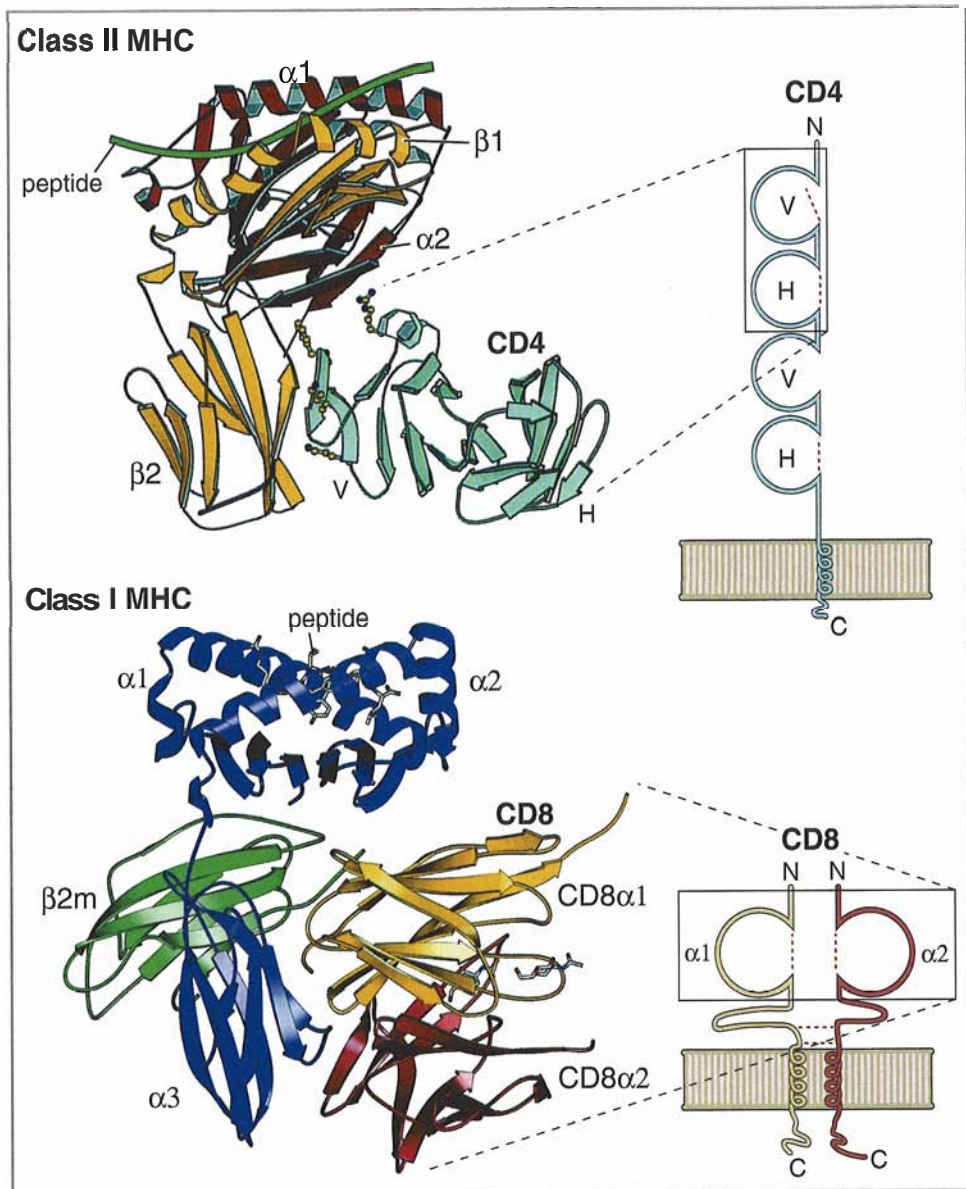 Class II MHC
α1
CD4
N
β1
peptide
V
α2
H
CD4
V
β2
V
H
H
C
Class I MHC
peptide
α1
α2
CD8
CD8
N N
β2m
CD8α1
α1
α2
α3
CD8α2
C C